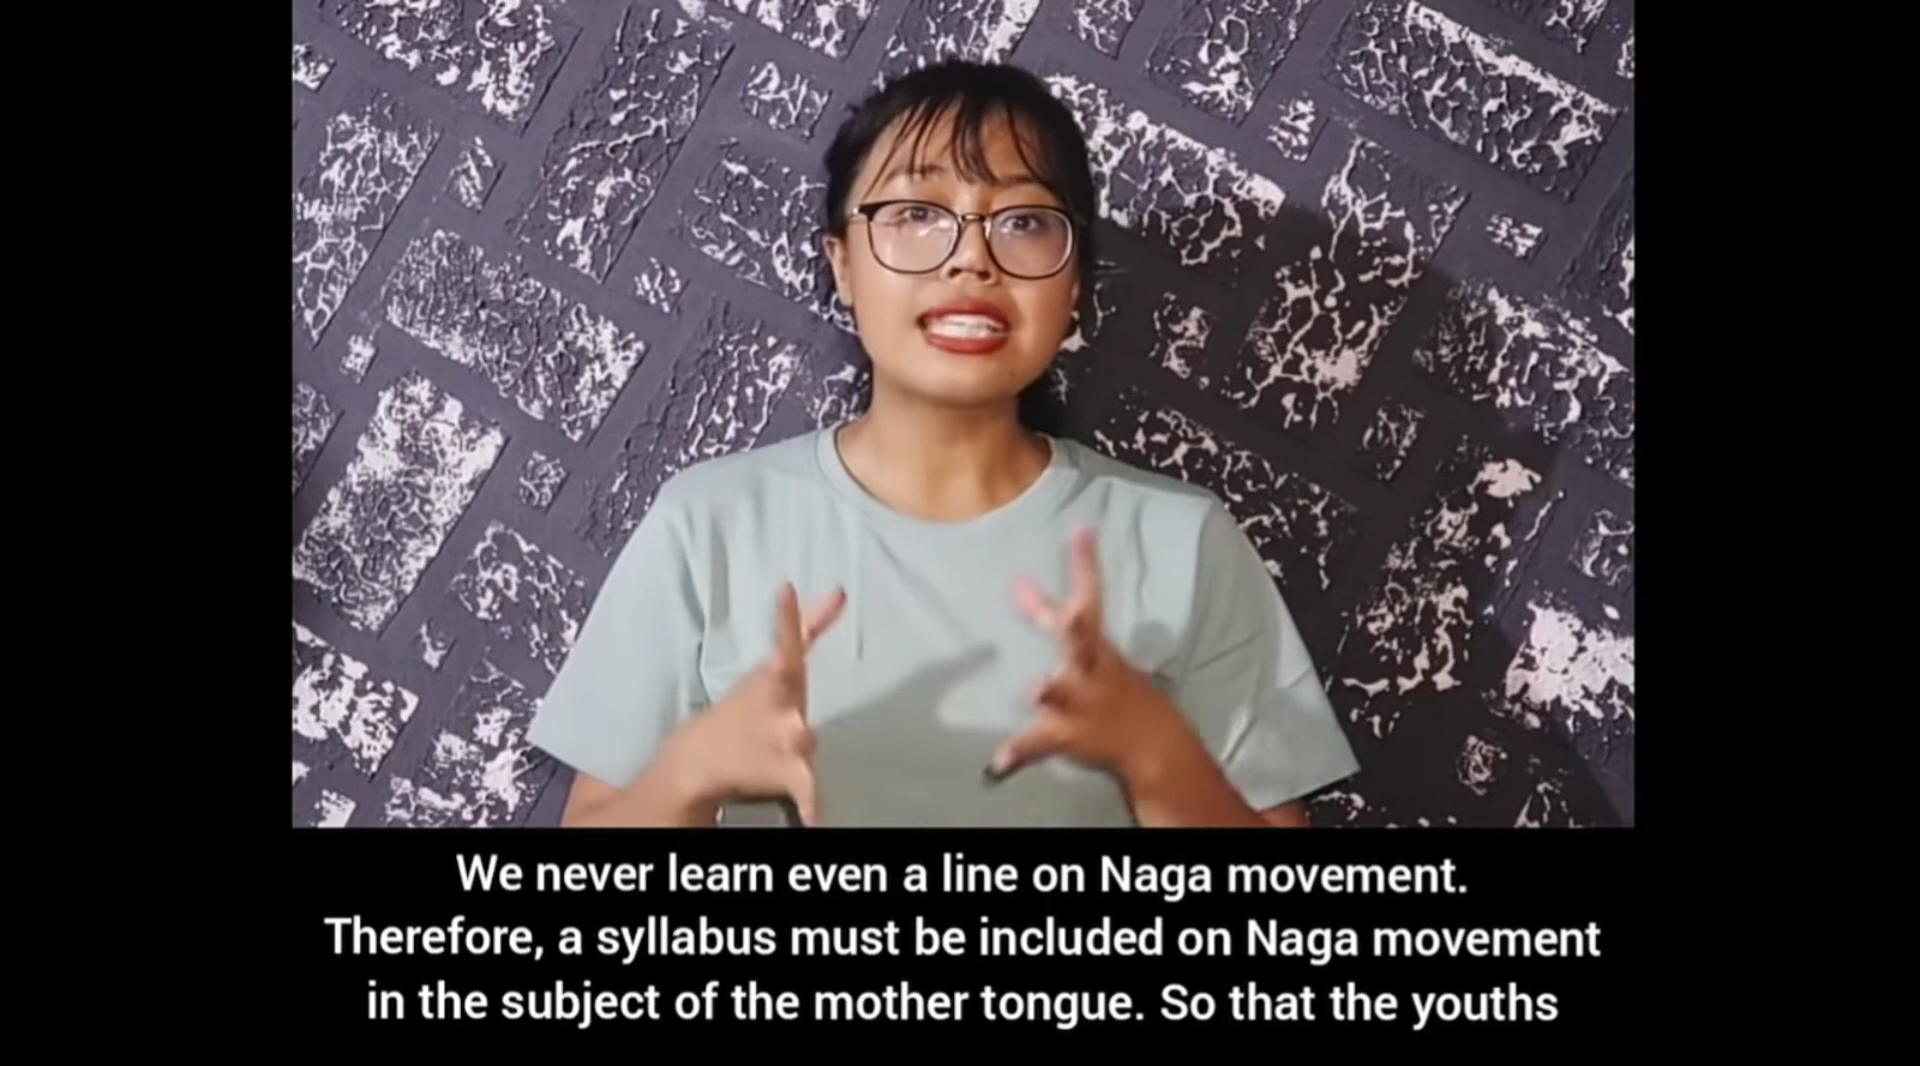 We never learn even a line on Naga movement.
Therefore, a syllabus must be included on Naga movement
in the subject of the mother tongue. So that the youths